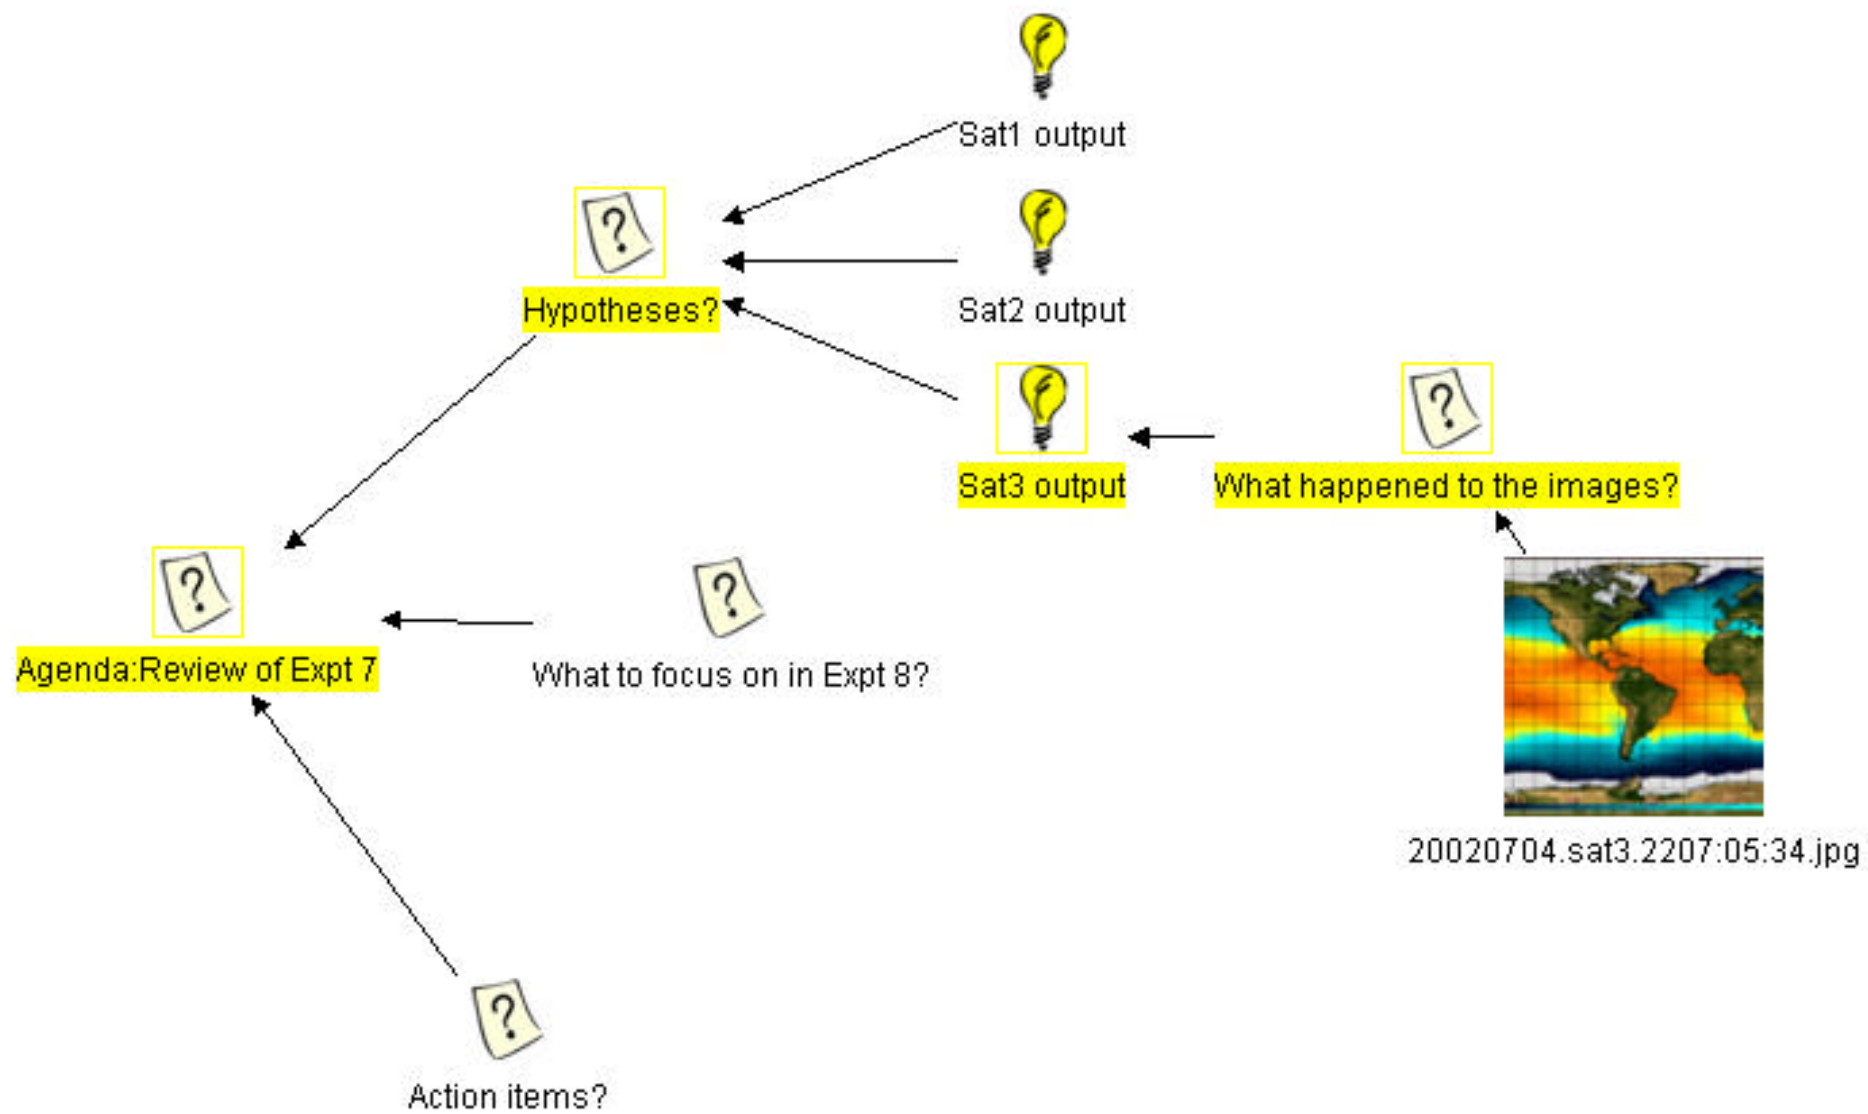 Sat1 output
Sat2 output
Hypotheses?
Sat3 output
What happened to the images?
Agenda:Review of Expt 7
What to focus on in Expt 8?
20020704.sat3.2207:05:34.jpg
Action items?